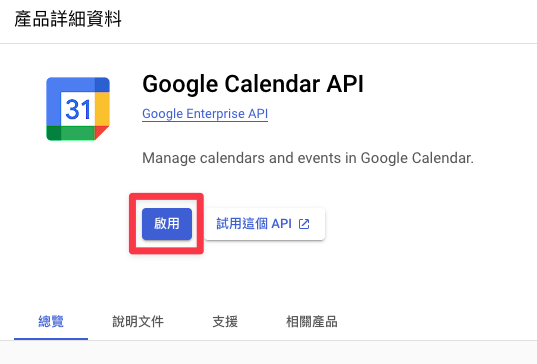 產品詳細資料
31
Google Calendar API
Google Enterprise API
Manage calendars and events in Google Calendar.
啟用 試用這個 API
總覽 說明文件 支援 相關產品